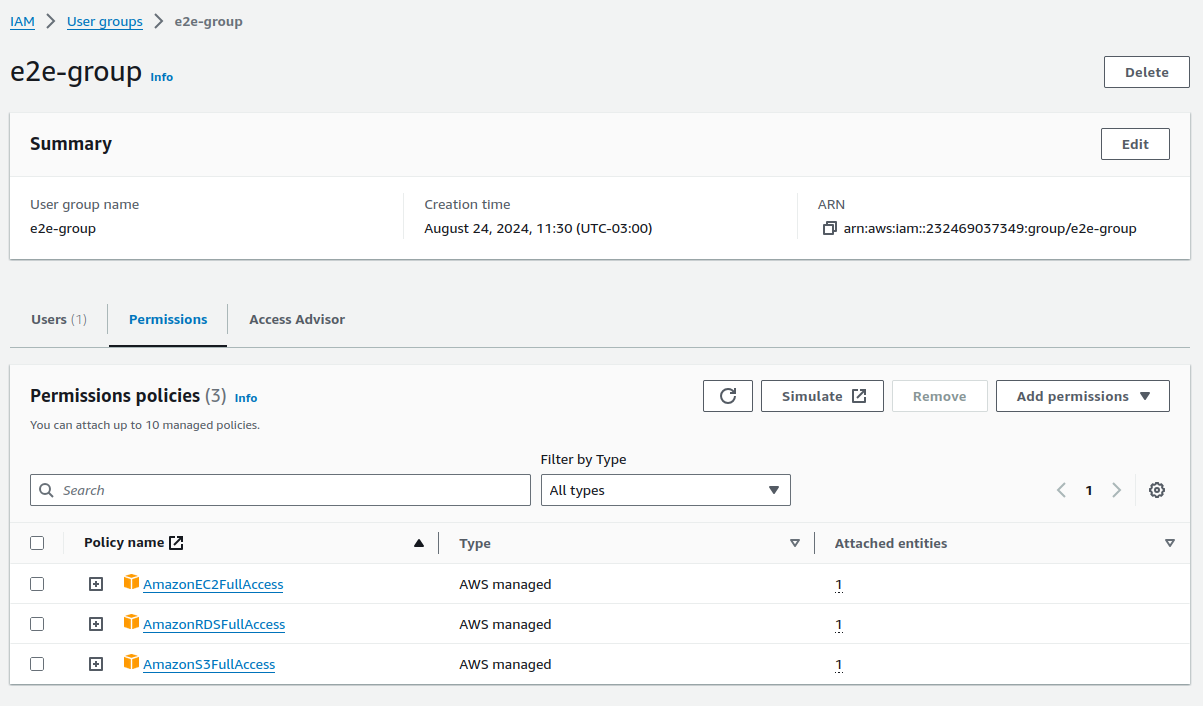 IAM > User groups > e2e-group
e2e-group Info
Delete
Summary
Edit
User group name
e2e-group
Creation time
August 24, 2024, 11:30 (UTC-03:00)
ARN
arn:aws:iam::232469037349:group/e2e-group
Users (1)
Permissions
Access Advisor
Permissions policies (3) Info
You can attach up to 10 managed policies.
Simulate
Remove
Add permissions
Search
Filter by Type
All types
1
Policy name
Type
Attached entities
AmazonEC2FullAccess
AWS managed
1
AmazonRDSFullAccess
AWS managed
1
AmazonS3FullAccess
AWS managed
1